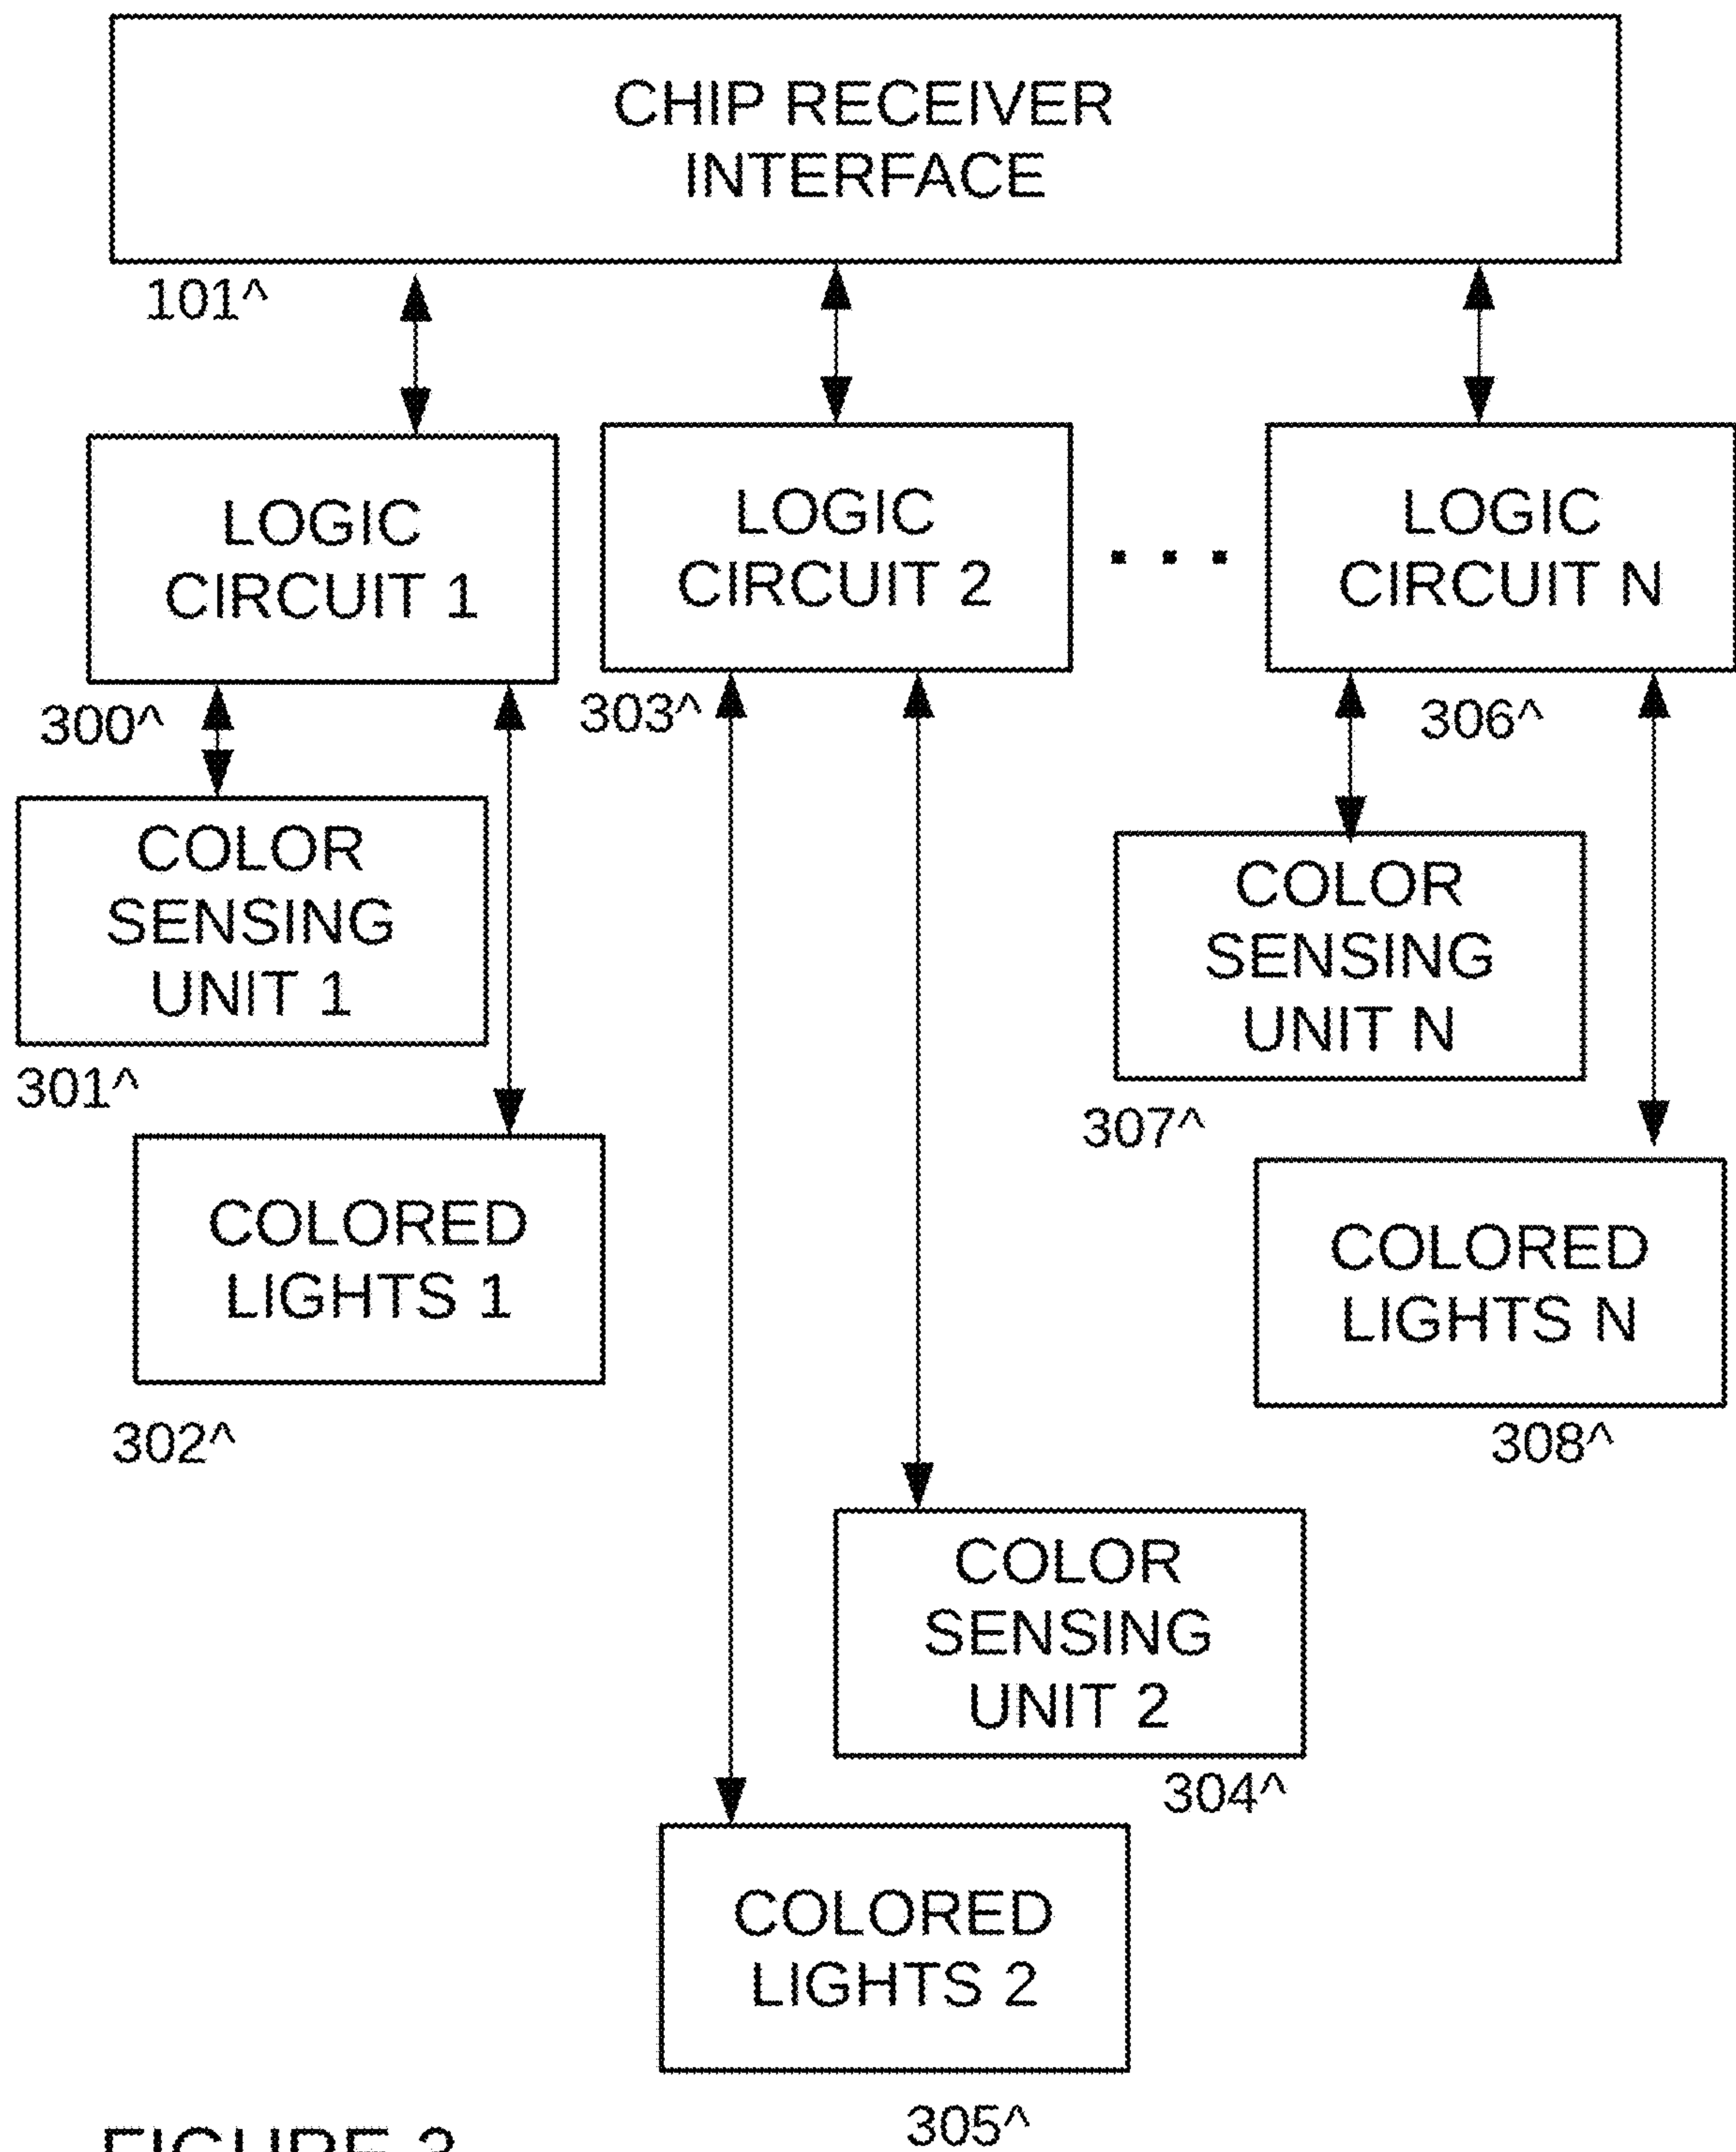 CHIP RECEIVER
INTERFACE
101^
LOGIC
CIRCUIT 1
LOGIC
CIRCUIT 2
. . .
LOGIC
CIRCUIT N
300^
303^
306^
COLOR
SENSING
UNIT 1
COLOR
SENSING
UNIT N
301^
307^
COLORED
LIGHTS 1
COLORED
LIGHTS N
302^
308^
COLOR
SENSING
UNIT 2
304^
COLORED
LIGHTS 2
305^
FIGURE 3